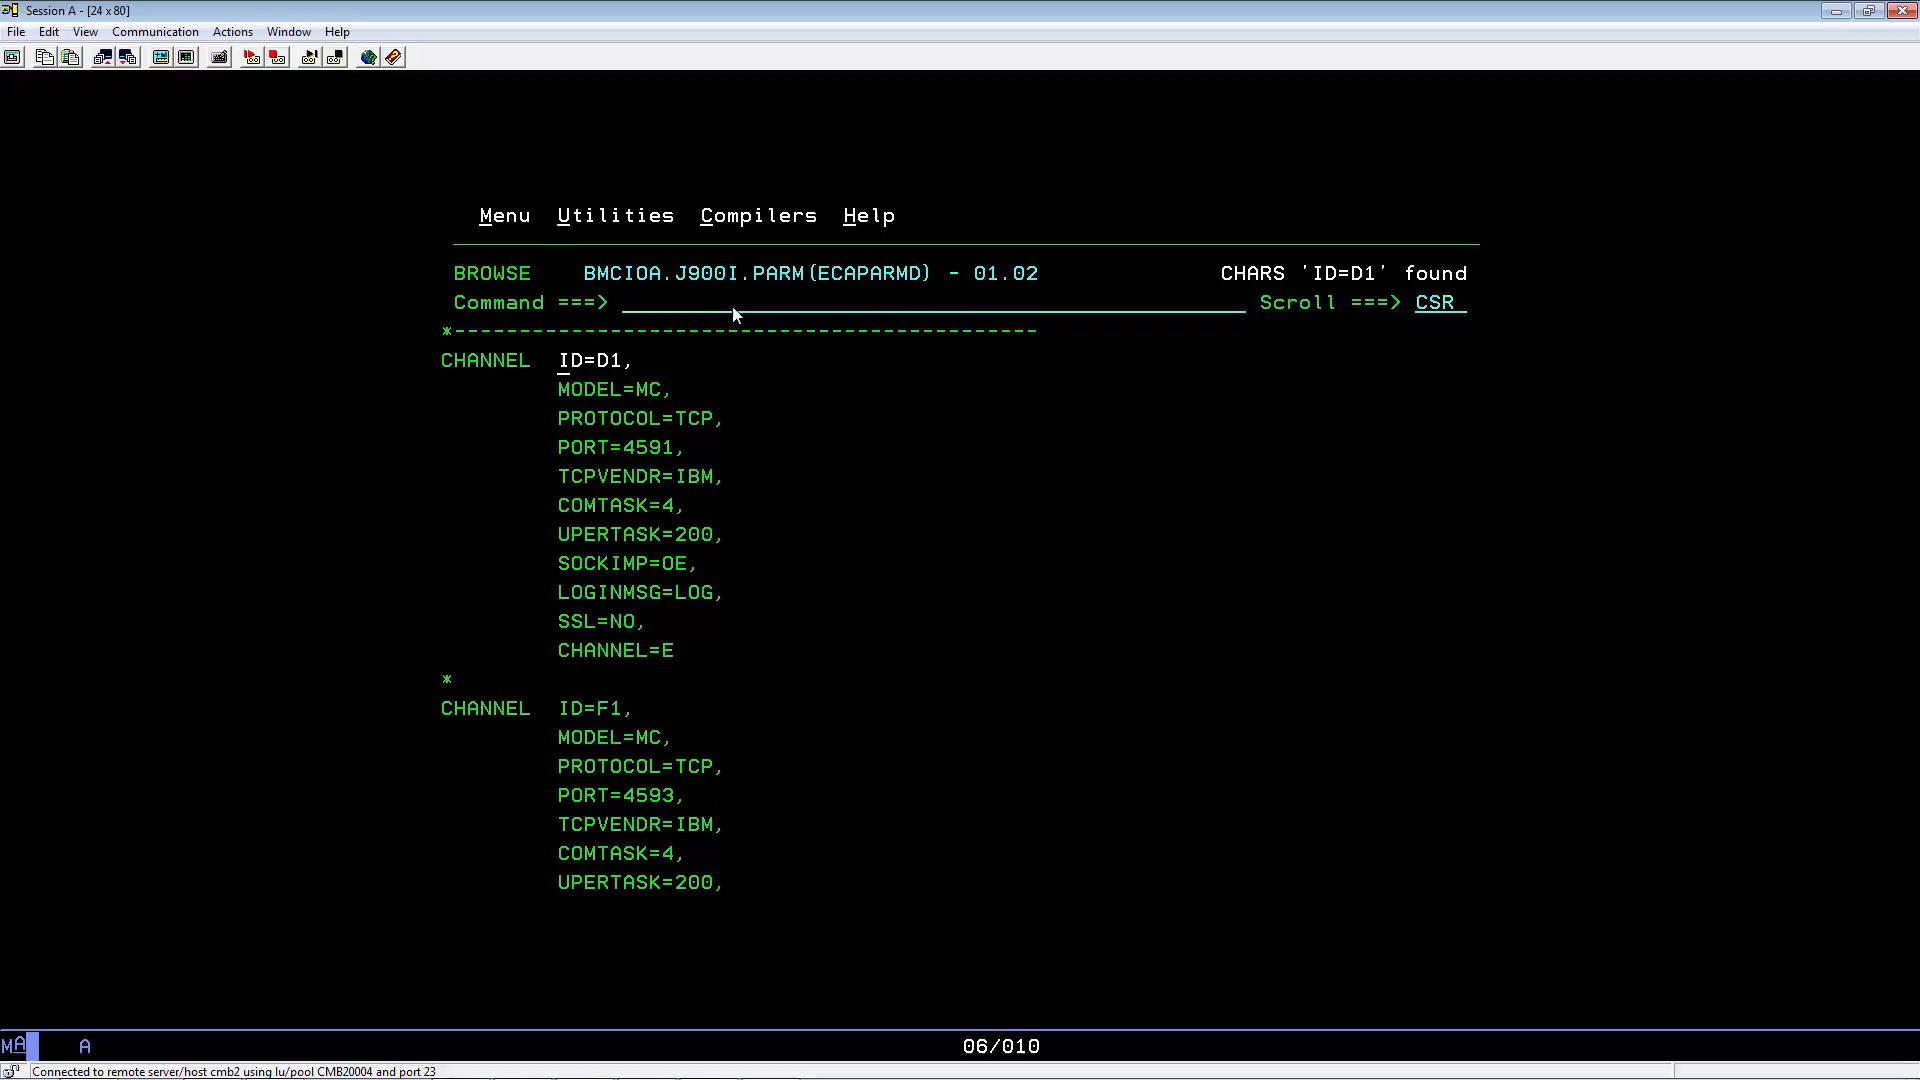 Session A - [24 x 80]
File Edit View Communication Actions Window Help
Menu Utilities Compilers Help
BROWSE BMCIOA.J900I.PARM(ECAPARMD) - 01.02 CHARS 'ID=D1' found
Command ===> Scroll ===> CSR
*---------------------------------------------
CHANNEL ID=D1,
MODEL=MC,
PROTOCOL=TCP,
PORT=4591,
TCPVENDR=IBM,
COMTASK=4,
UPERTASK=200,
SOCKIMP=OE,
LOGINMSG=LOG,
SSL=NO,
CHANNEL=E
*
CHANNEL ID=F1,
MODEL=MC,
PROTOCOL=TCP,
PORT=4593,
TCPVENDR=IBM,
COMTASK=4,
UPERTASK=200,
MA A 06/010
Connected to remote server/host cmb2 using lu/pool CMB20004 and port 23